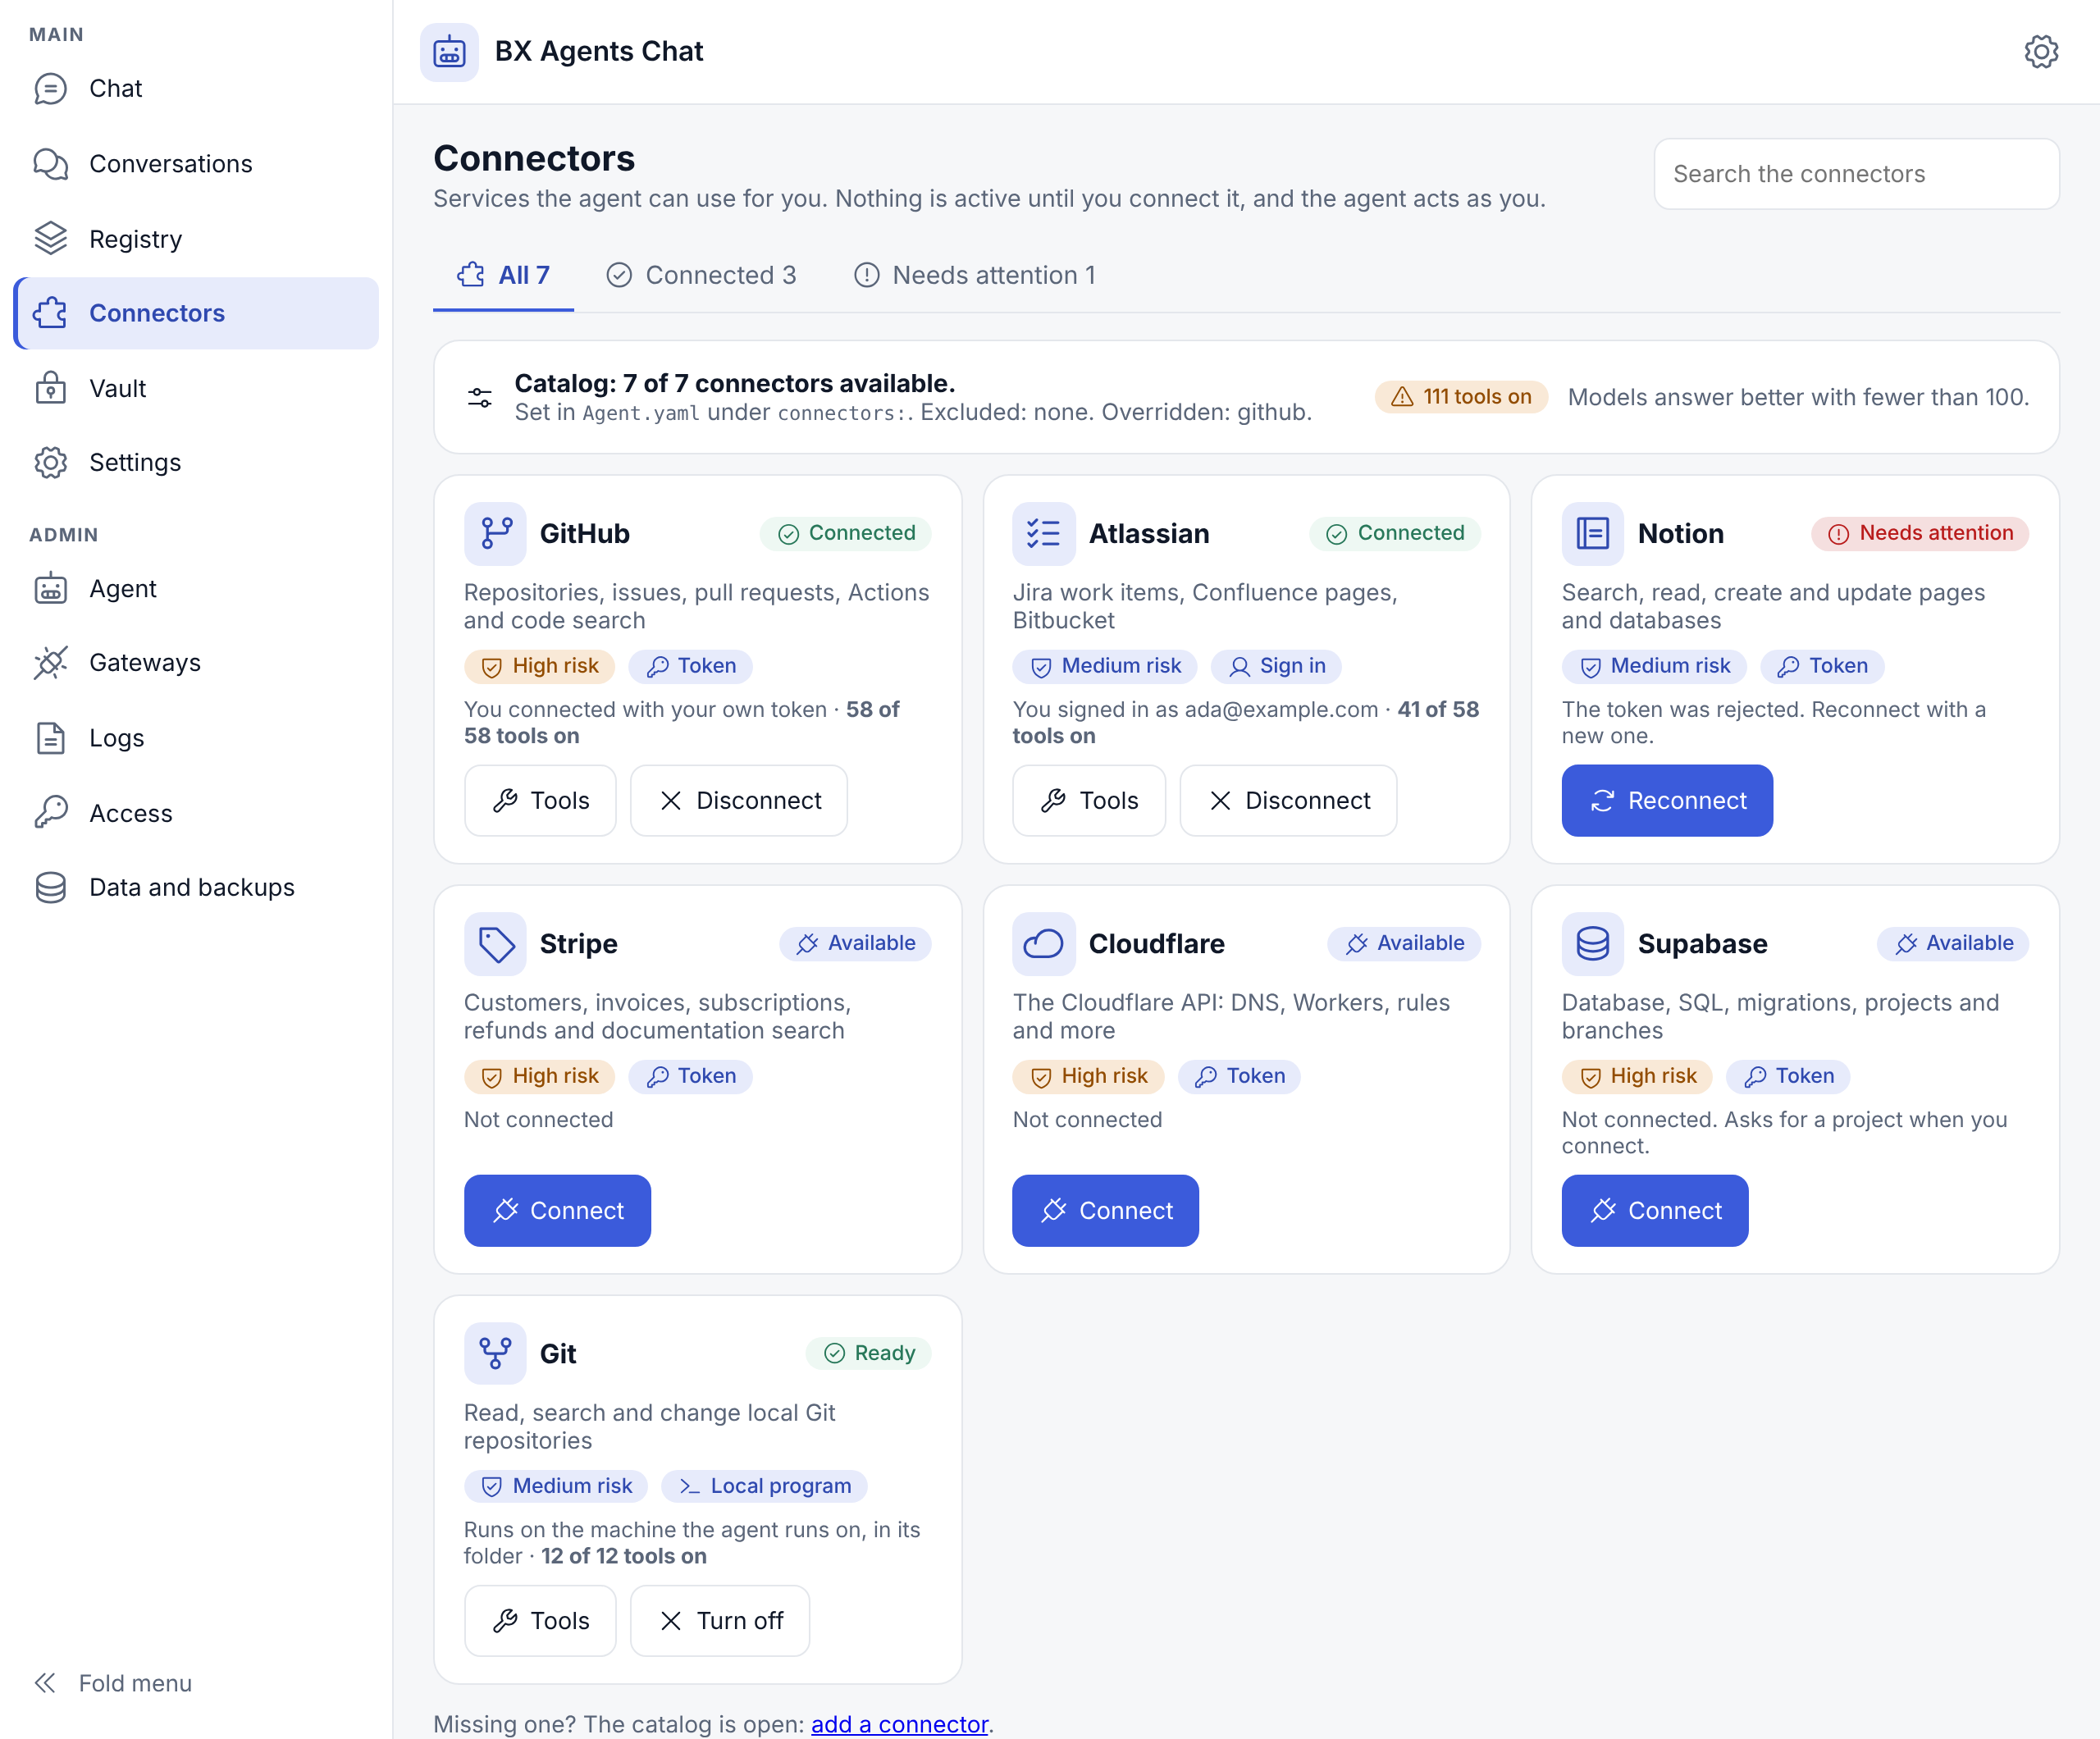 MAIN
Chat
Conversations
Registry
Connectors
Vault
Settings
ADMIN
Agent
Gateways
Logs
Access
Data and backups
Fold menu
BX Agents Chat
Connectors
Services the agent can use for you. Nothing is active until you connect it, and the agent acts as you.
Search the connectors
All 7
Connected 3
Needs attention 1
Catalog: 7 of 7 connectors available.
Set in Agent.yaml under connectors:. Excluded: none. Overridden: github.
111 tools on
Models answer better with fewer than 100.
GitHub
Connected
Repositories, issues, pull requests, Actions
and code search
High risk
Token
You connected with your own token · 58 of
58 tools on
Tools
Disconnect
Atlassian
Connected
Jira work items, Confluence pages,
Bitbucket
Medium risk
Sign in
You signed in as ada@example.com · 41 of 58
tools on
Tools
Disconnect
Notion
Needs attention
Search, read, create and update pages
and databases
Medium risk
Token
The token was rejected. Reconnect with a
new one.
Reconnect
Stripe
Available
Customers, invoices, subscriptions,
refunds and documentation search
High risk
Token
Not connected
Connect
Cloudflare
Available
The Cloudflare API: DNS, Workers, rules
and more
High risk
Token
Not connected
Connect
Supabase
Available
Database, SQL, migrations, projects and
branches
High risk
Token
Not connected. Asks for a project when you
connect.
Connect
Git
Ready
Read, search and change local Git
repositories
Medium risk
Local program
Runs on the machine the agent runs on, in its
folder · 12 of 12 tools on
Tools
Turn off
Missing one? The catalog is open: add a connector.